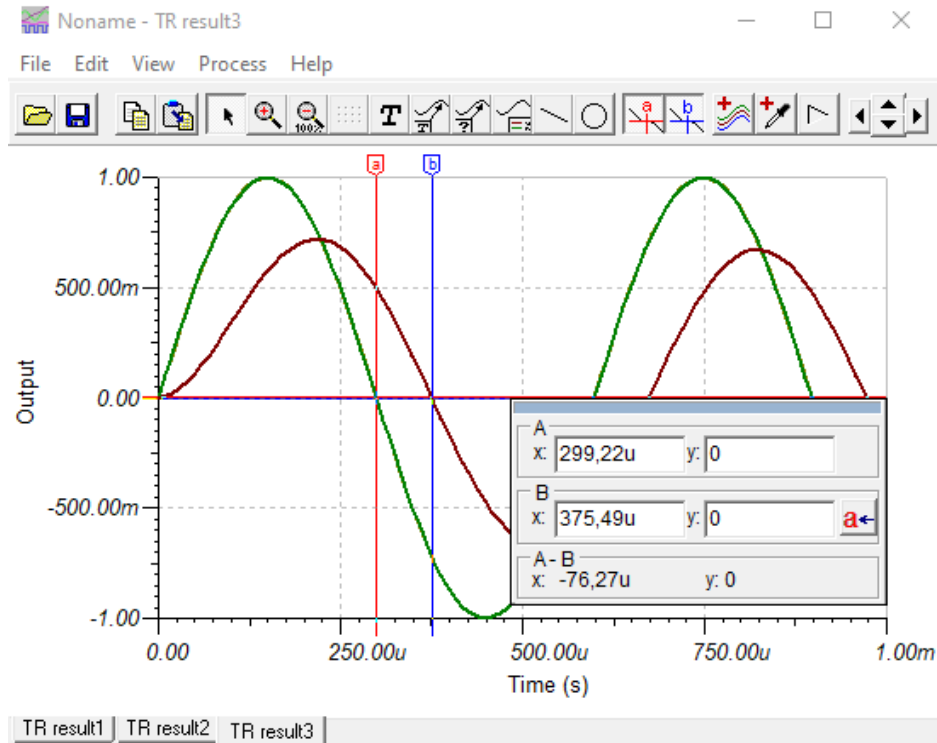 Noname - TR result3
File Edit View Process Help
100% T T ? a b
a b
1.00
500.00m
0.00
-500.00m
-1.00
Output
A
x: 299,22u y: 0
B
x: 375,49u y: 0 a
A - B
x: -76,27u y: 0
0.00 250.00u 500.00u 750.00u 1.00m
Time (s)
TR result1 TR result2 TR result3